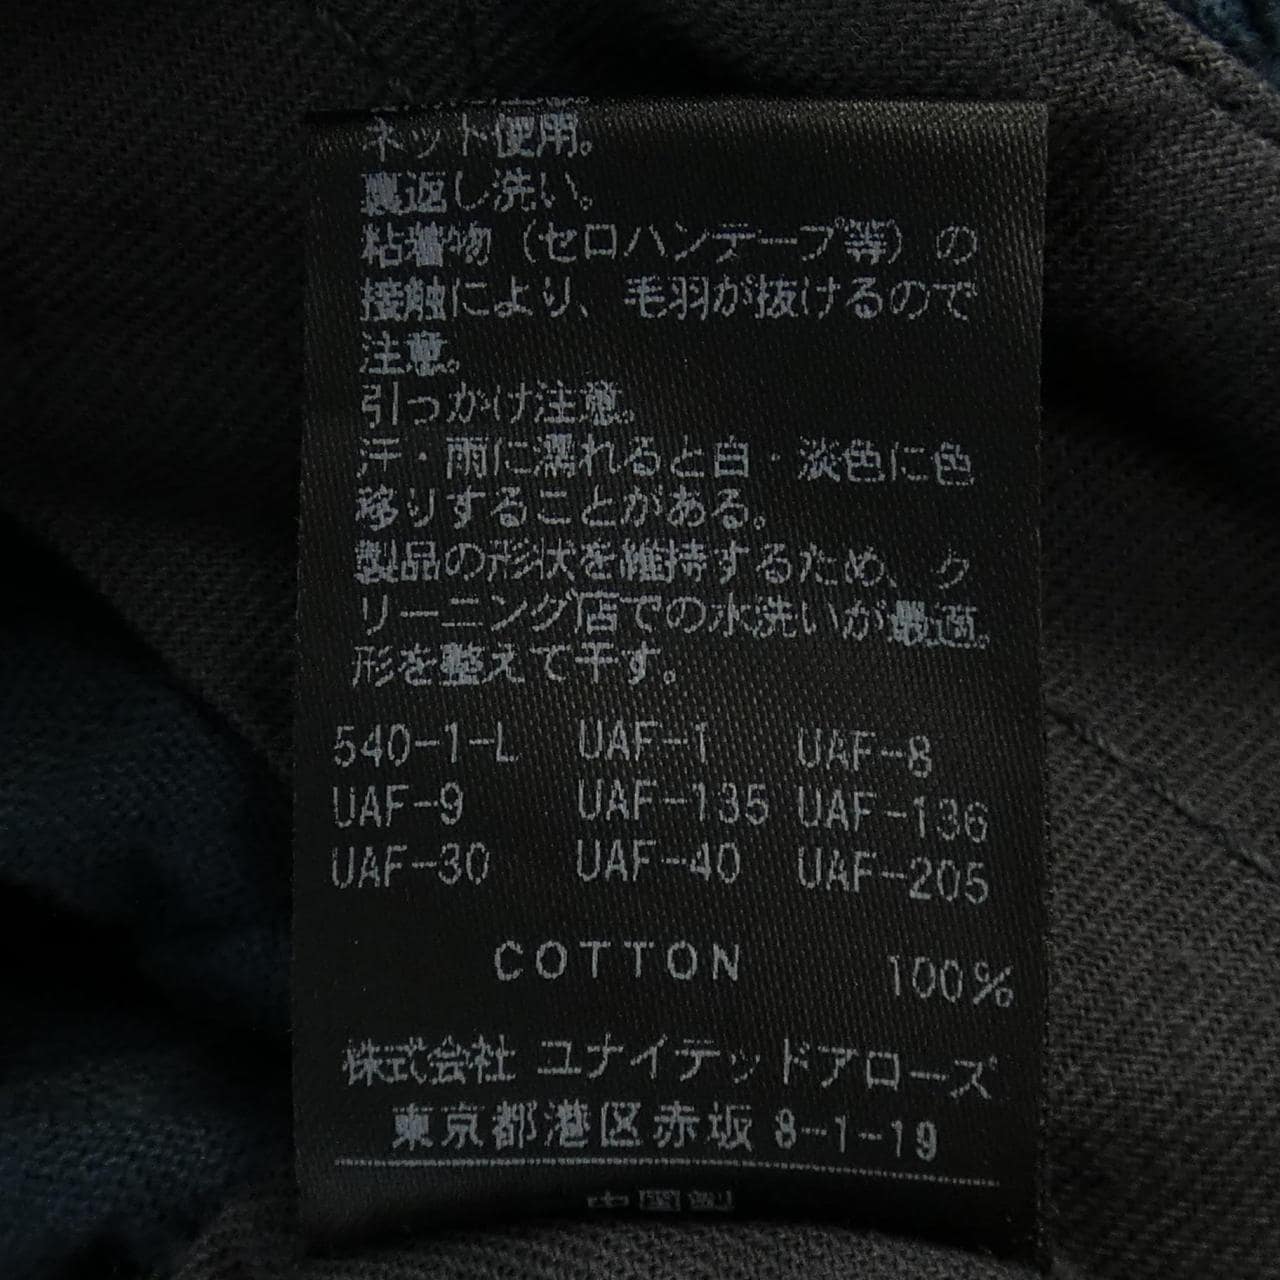 ネット使用。
裏返し洗い。
粘着物(セロハンテープ等)の
接触により、毛羽が抜けるので
注意。
引っかけ注意。
汗・雨に濡れると白・淡色に色
移りすることがある。
製品の形状を維持するため、ク
リーニング店での水洗いが最適。
形を整えて干す。
540-1-L UAF-1 UAF-8
UAF-9 UAF-135 UAF-136
UAF-30 UAF-40 UAF-205
COTTON 100%
株式会社 ユナイテッドアローズ
東京都港区赤坂 8-1-19
中国製